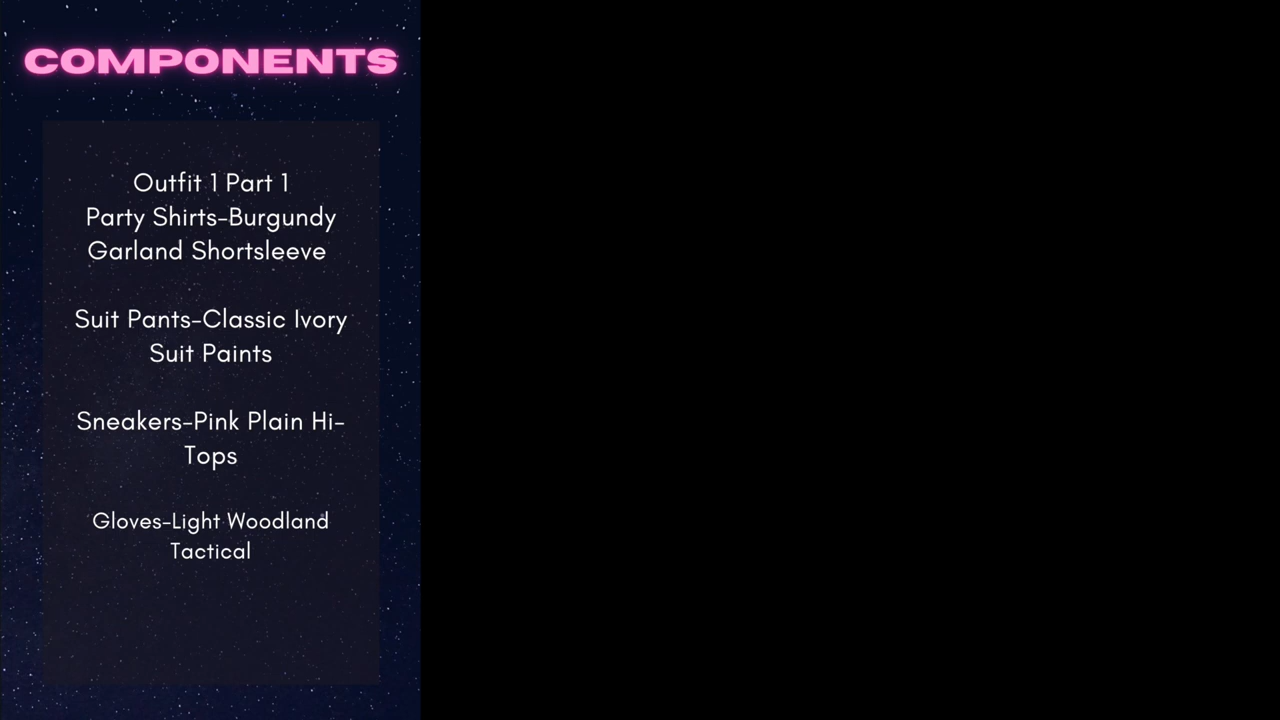 COMPONENTS
Outfit 1 Part 1
Party Shirts-Burgundy
Garland Shortsleeve
Suit Pants-Classic Ivory
Suit Paints
Sneakers-Pink Plain Hi-
Tops
Gloves-Light Woodland
Tactical